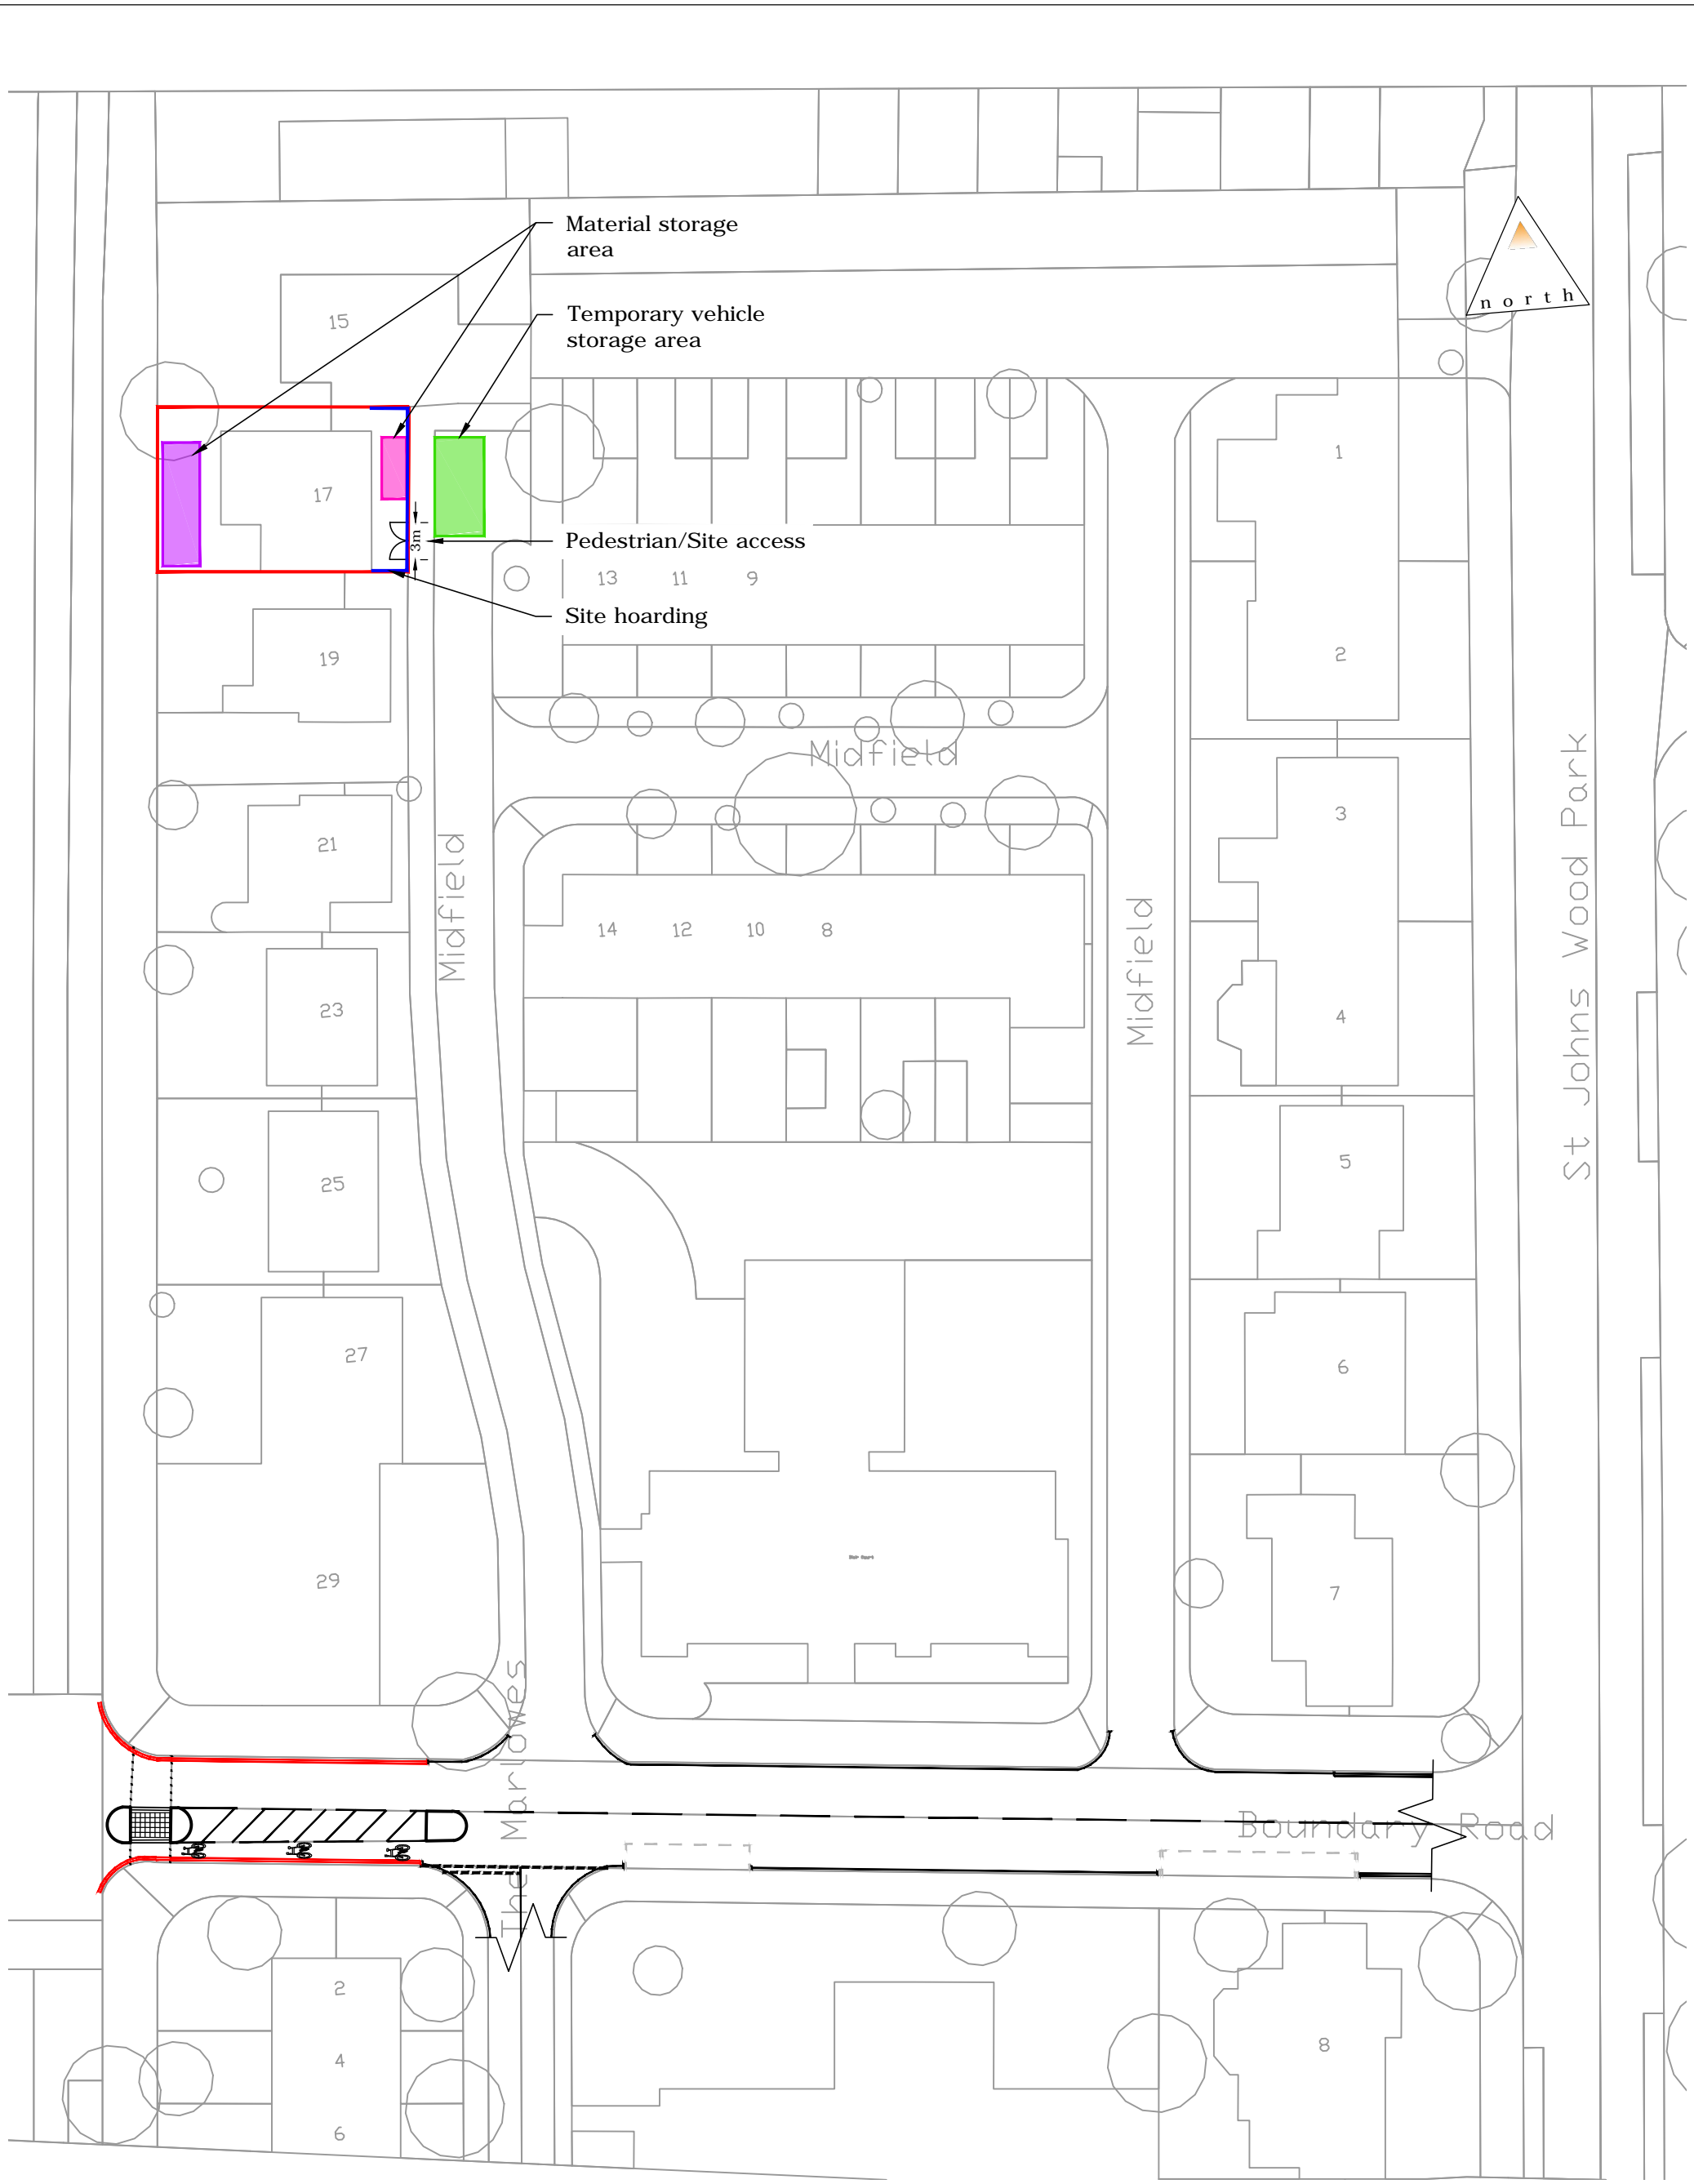 Material storage
area
north
Temporary vehicle
storage area
15
1
17
3m
Pedestrian/Site access
13 11 9
Site hoarding
19
2
Midfield
St Johns Wood Park
3
21
Midfield
Midfield
14 12 10 8
23
4
25
5
27
6
29
7
The Marlowes
Boundary Road
2
4
8
6